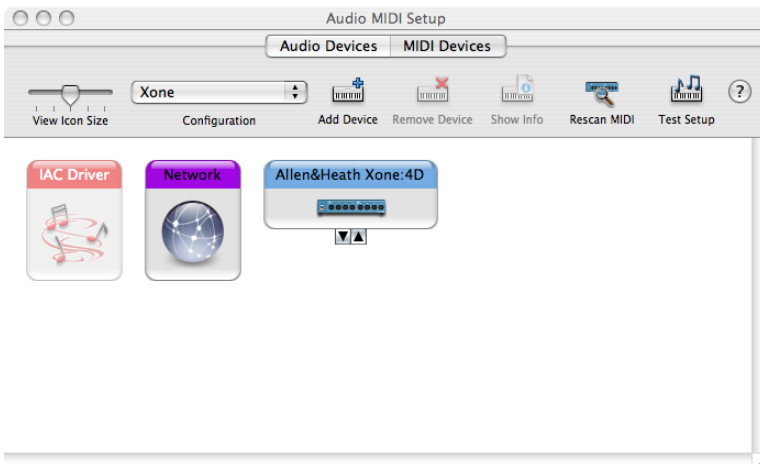 Audio MIDI Setup
Audio Devices MIDI Devices
Xone
?
View Icon Size Configuration Add Device Remove Device Show Info Rescan MIDI Test Setup
IAC Driver Network Allen&Heath Xone:4D